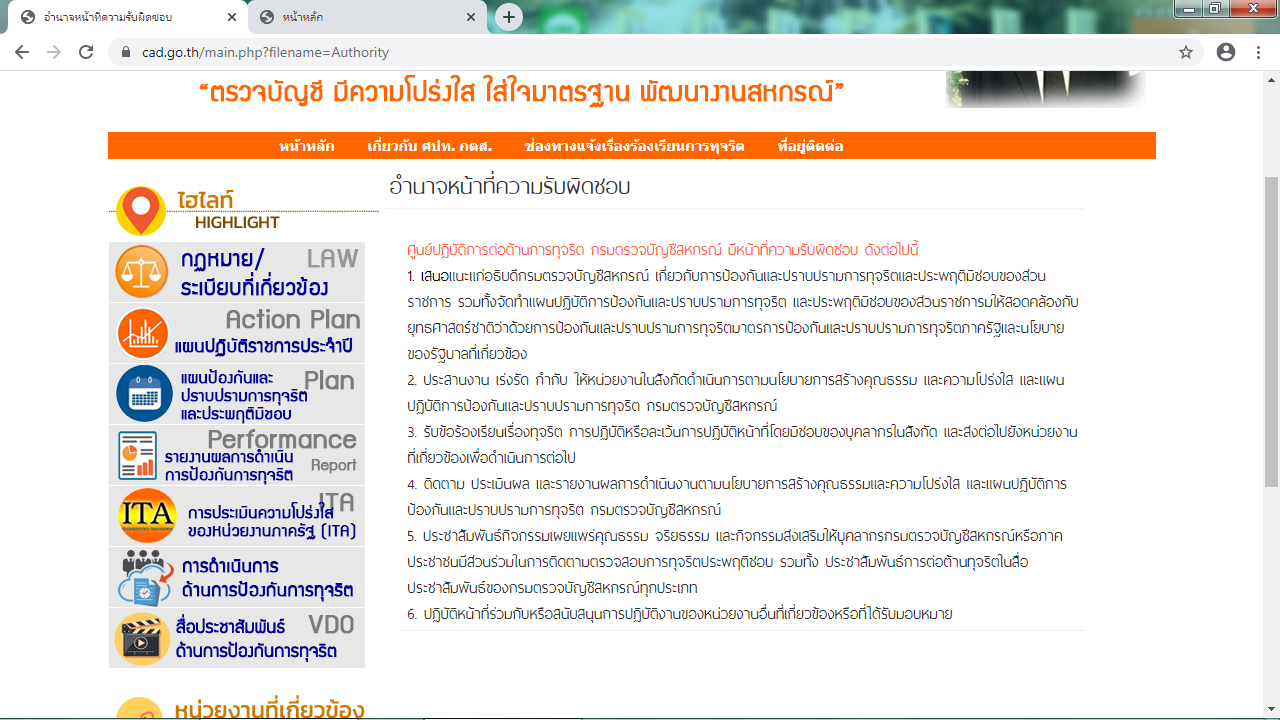 อำนาจหน้าที่ความรับผิดชอบ
หน้าหลัก
cad.go.th/main.php?filename=Authority
“ตรวจบัญชี มีความโปร่งใส ใส่ใจมาตรฐาน พัฒนางานสหกรณ์”
หน้าหลัก เกี่ยวกับ ศปท. กตส. ช่องทางแจ้งเรื่องร้องเรียนการทุจริต ที่อยู่ติดต่อ
ไฮไลท์
HIGHLIGHT
กฎหมาย/ LAW
ระเบียบที่เกี่ยวข้อง
Action Plan
แผนปฏิบัติราชการประจำปี
แผนป้องกันและ Plan
ปราบปรามการทุจริต
และประพฤติมิชอบ
Performance
รายงานผลการดำเนิน
การป้องกันการทุจริต Report
ITA
ITA
การประเมินความโปร่งใส
ของหน่วยงานภาครัฐ (ITA)
การดำเนินการ
ด้านการป้องกันการทุจริต
สื่อประชาสัมพันธ์ VDO
ด้านการป้องกันการทุจริต
หน่วยงานที่เกี่ยวข้อง
อำนาจหน้าที่ความรับผิดชอบ
ศูนย์ปฏิบัติการต่อต้านการทุจริต กรมตรวจบัญชีสหกรณ์ มีหน้าที่ความรับผิดชอบ ดังต่อไปนี้
1. เสนอแนะแก่อธิบดีกรมตรวจบัญชีสหกรณ์ เกี่ยวกับการป้องกันและปราบปรามการทุจริตและประพฤติมิชอบของส่วน
ราชการ รวมทั้งจัดทำแผนปฏิบัติการป้องกันและปราบปรามการทุจริต และประพฤติมิชอบของส่วนราชการมให้สอดคล้องกับ
ยุทธศาสตร์ชาติว่าด้วยการป้องกันและปราบปรามการทุจริตมาตรการป้องกันและปราบปรามการทุจริตภาครัฐและนโยบาย
ของรัฐบาลที่เกี่ยวข้อง
2. ประสานงาน เร่งรัด กำกับ ให้หน่วยงานในสังกัดดำเนินการตามนโยบายการสร้างคุณธรรม และความโปร่งใส และแผน
ปฏิบัติการป้องกันและปราบปรามการทุจริต กรมตรวจบัญชีสหกรณ์
3. รับข้อร้องเรียนเรื่องทุจริต การปฏิบัติหรือละเว้นการปฏิบัติหน้าที่โดยมิชอบของบุคลากรในสังกัด และส่งต่อไปยังหน่วยงาน
ที่เกี่ยวข้องเพื่อดำเนินการต่อไป
4. ติดตาม ประเมินผล และรายงานผลการดำเนินงานตามนโยบายการสร้างคุณธรรมและความโปร่งใส และแผนปฏิบัติการ
ป้องกันและปราบปรามการทุจริต กรมตรวจบัญชีสหกรณ์
5. ประชาสัมพันธ์กิจกรรมเผยแพร่คุณธรรม จริยธรรม และกิจกรรมส่งเสริมให้บุคลากรกรมตรวจบัญชีสหกรณ์หรือภาค
ประชาชนมีส่วนร่วมในการติดตามตรวจสอบการทุจริตประพฤติชอบ รวมทั้ง ประชาสัมพันธ์การต่อต้านทุจริตในสื่อ
ประชาสัมพันธ์ของกรมตรวจบัญชีสหกรณ์ทุกประเภท
6. ปฏิบัติหน้าที่ร่วมกับหรือสนับสนุนการปฏิบัติงานของหน่วยงานอื่นที่เกี่ยวข้องหรือที่ได้รับมอบหมาย